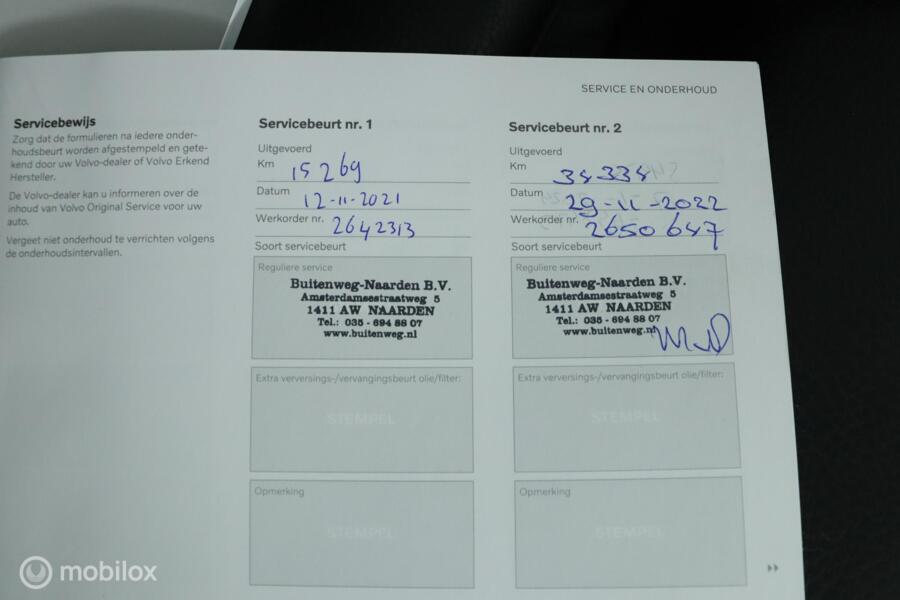 SERVICE EN ONDERHOUD
Servicebewijs
Zorg dat de formulieren na iedere onder-
houdsbeurt worden afgestempeld en gete-
kend door uw Volvo-dealer of Volvo Erkend
Hersteller.
De Volvo-dealer kan u informeren over de
inhoud van Volvo Original Service voor uw
auto.
Vergeet niet onderhoud te verrichten volgens
de onderhoudsintervallen.
Servicebeurt nr. 1
Uitgevoerd
Km 15269
Datum 12-11-2021
Werkorder nr. 2642313
Soort servicebeurt
Reguliere service
Buitenweg-Naarden B.V.
Amsterdamsestraatweg 5
1411 AW NAARDEN
Tel.: 035 - 694 88 07
www.buitenweg.nl
Extra verversings-/vervangingsbeurt olie/filter:
STEMPEL
Opmerking
STEMPEL
Servicebeurt nr. 2
Uitgevoerd
Km 34334
Datum 29-11-2022
Werkorder nr. 2650647
Soort servicebeurt
Reguliere service
Buitenweg-Naarden B.V.
Amsterdamsestraatweg 5
1411 AW NAARDEN
Tel.: 035 - 694 88 07
www.buitenweg.nl
Extra verversings-/vervangingsbeurt olie/filter:
STEMPEL
Opmerking
STEMPEL
mobilox